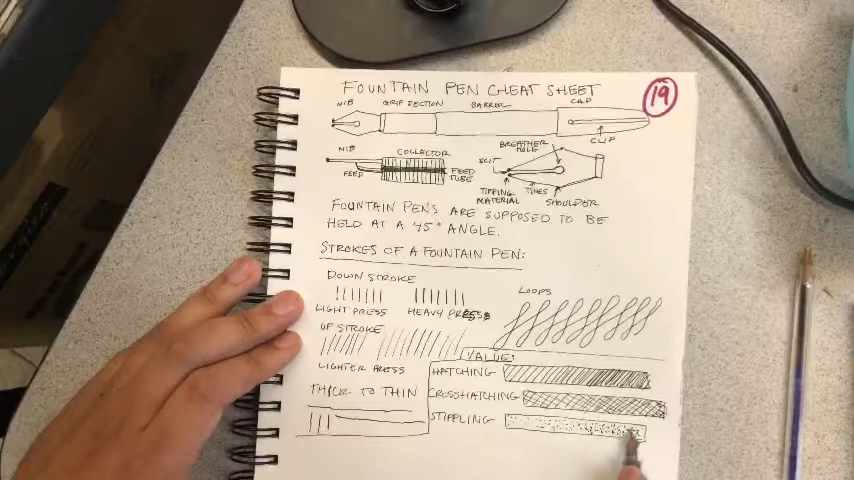 FOUNTAIN PEN CHEAT SHEET
19
NIB GRIP SECTION BARREL CAP
CLIP
NIB COLLECTOR
FEED FEED TUBE
BREATHER HOLE
SLIT
TIPPING MATERIAL TINES SHOULDER
FOUNTAIN PENS ARE SUPPOSED TO BE
HELD AT A 45° ANGLE.
STROKES OF A FOUNTAIN PEN:
DOWN STROKE
LIGHT PRESS HEAVY PRESS
UP STROKE
LIGHTER PRESS
THICK TO THIN
LOOPS
VALUE:
HATCHING
CROSSHATCHING
STIPPLING